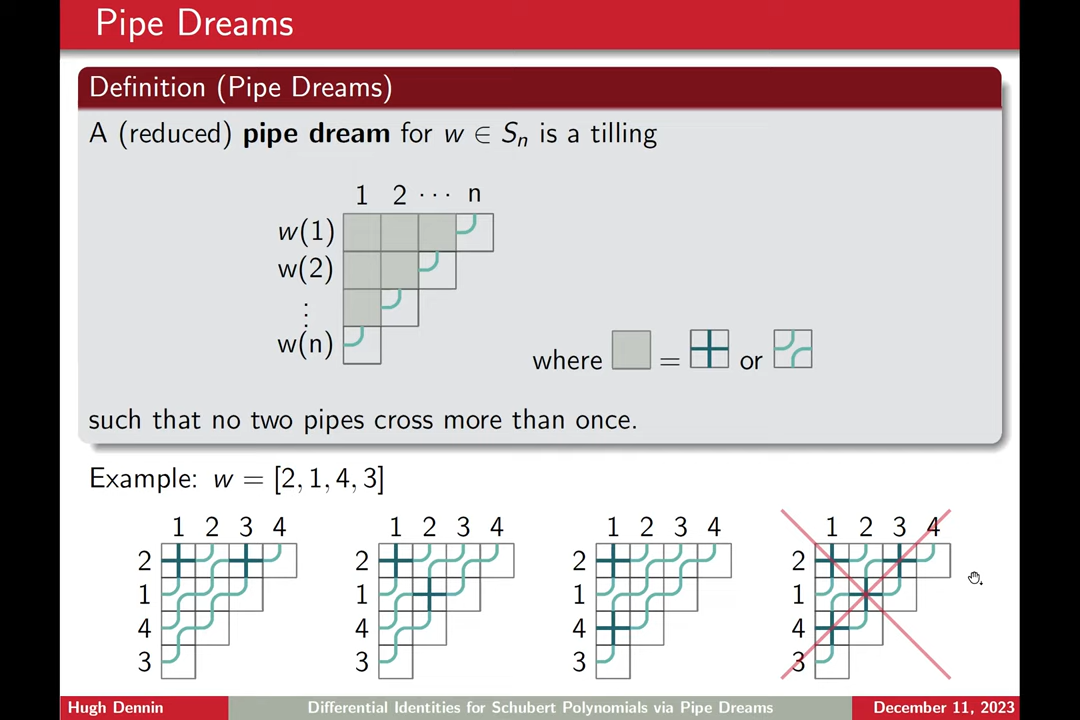 Pipe Dreams
Definition (Pipe Dreams)
A (reduced) pipe dream for w ∈ Sₙ is a tilling
1 2 ⋯ n
w(1)
w(2)
⋮
w(n)
where = or
such that no two pipes cross more than once.
Example: w = [2, 1, 4, 3]
1 2 3 4 1 2 3 4 1 2 3 4 1 2 3 4
2 2 2 2
1 1 1 1
4 4 4 4
3 3 3 3
Hugh Dennin Differential Identities for Schubert Polynomials via Pipe Dreams December 11, 2023